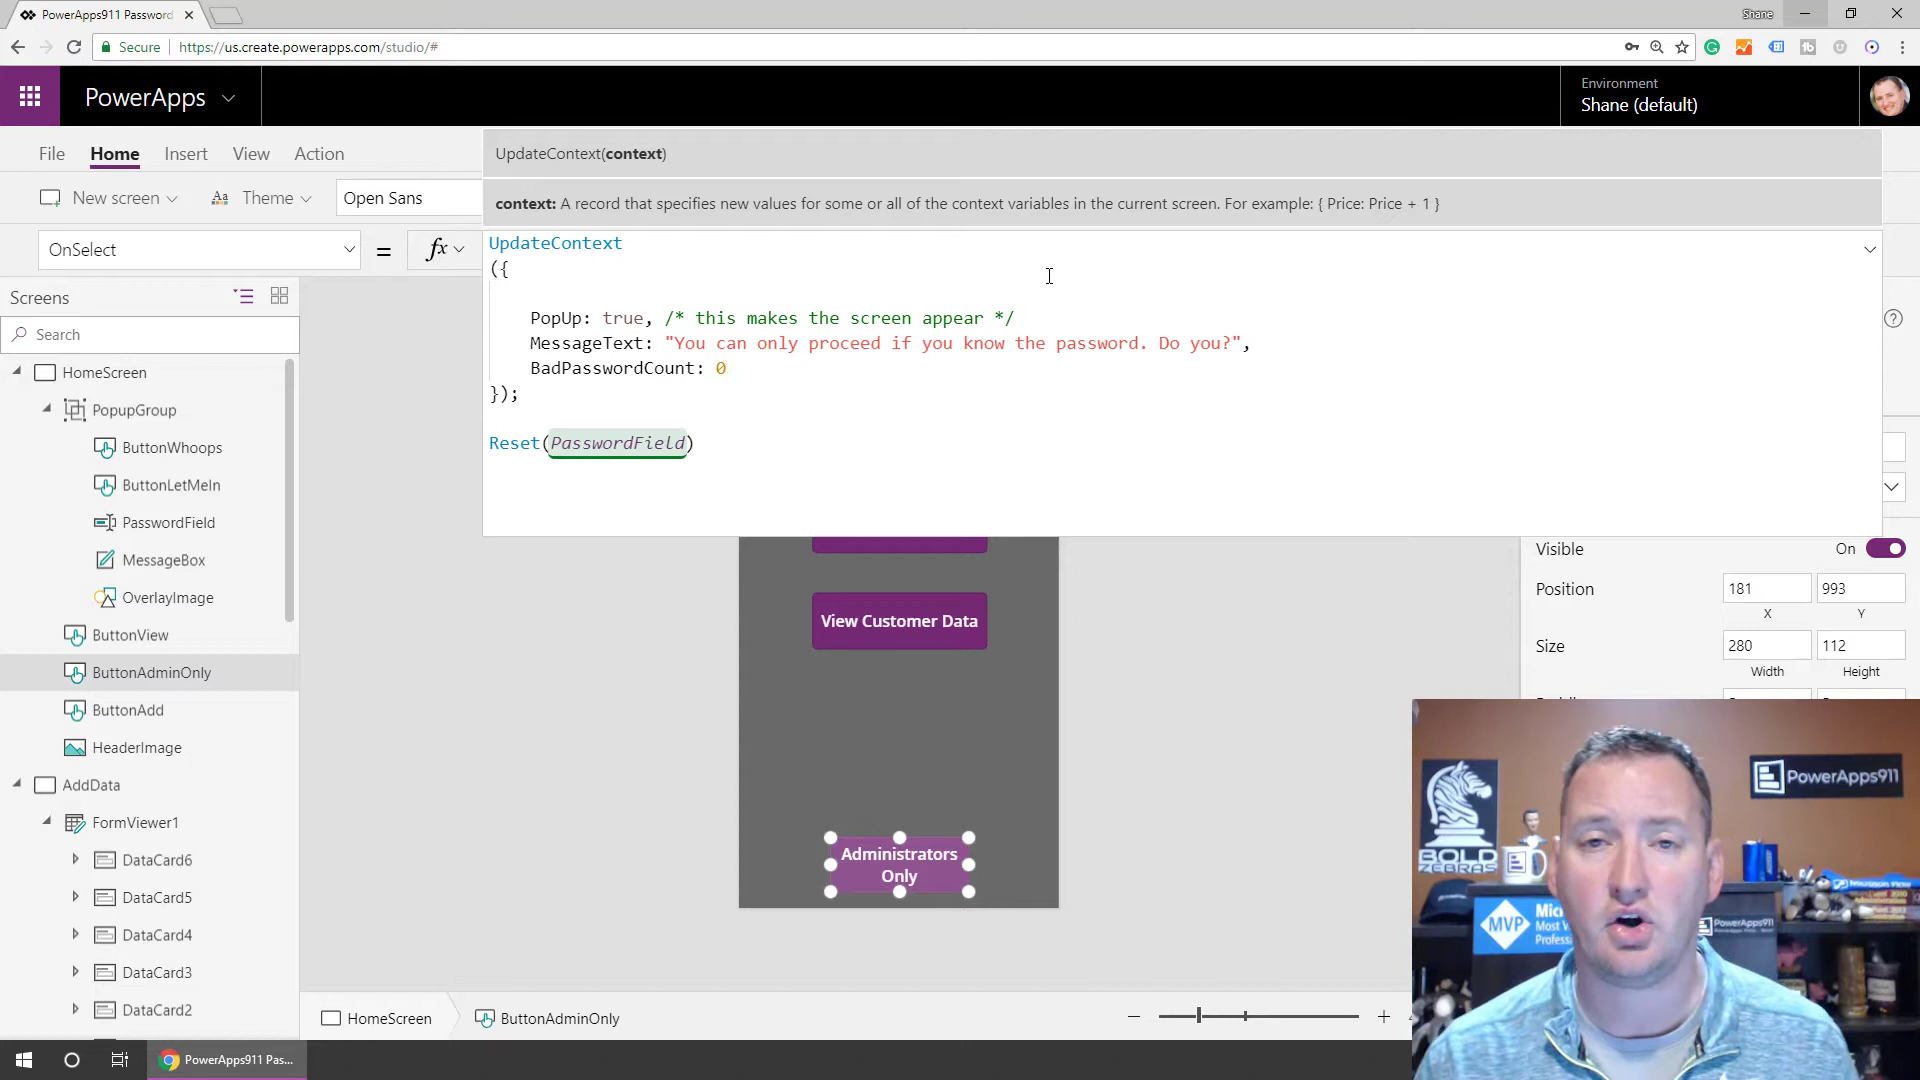 PowerApps911 Password
Shane
Secure
https://us.create.powerapps.com/studio/#
PowerApps
Environment
Shane (default)
File
Home
Insert
View
Action
UpdateContext(context)
New screen
Theme
Open Sans
context: A record that specifies new values for some or all of the context variables in the current screen. For example: { Price: Price + 1 }
OnSelect
=
fx
UpdateContext
({
PopUp: true, /* this makes the screen appear */
MessageText: "You can only proceed if you know the password. Do you?",
BadPasswordCount: 0
});
Reset(PasswordField)
Screens
Search
HomeScreen
PopupGroup
ButtonWhoops
ButtonLetMeIn
PasswordField
MessageBox
OverlayImage
ButtonView
ButtonAdminOnly
ButtonAdd
HeaderImage
AddData
FormViewer1
DataCard6
DataCard5
DataCard4
DataCard3
DataCard2
View Customer Data
Administrators
Only
Visible
On
Position
181
993
X
Y
Size
280
112
Width
Height
PowerApps911
BOLD
ZEBRAS
MVP
Most V
Profess
PowerApps911
HomeScreen
ButtonAdminOnly
PowerApps911 Pas...